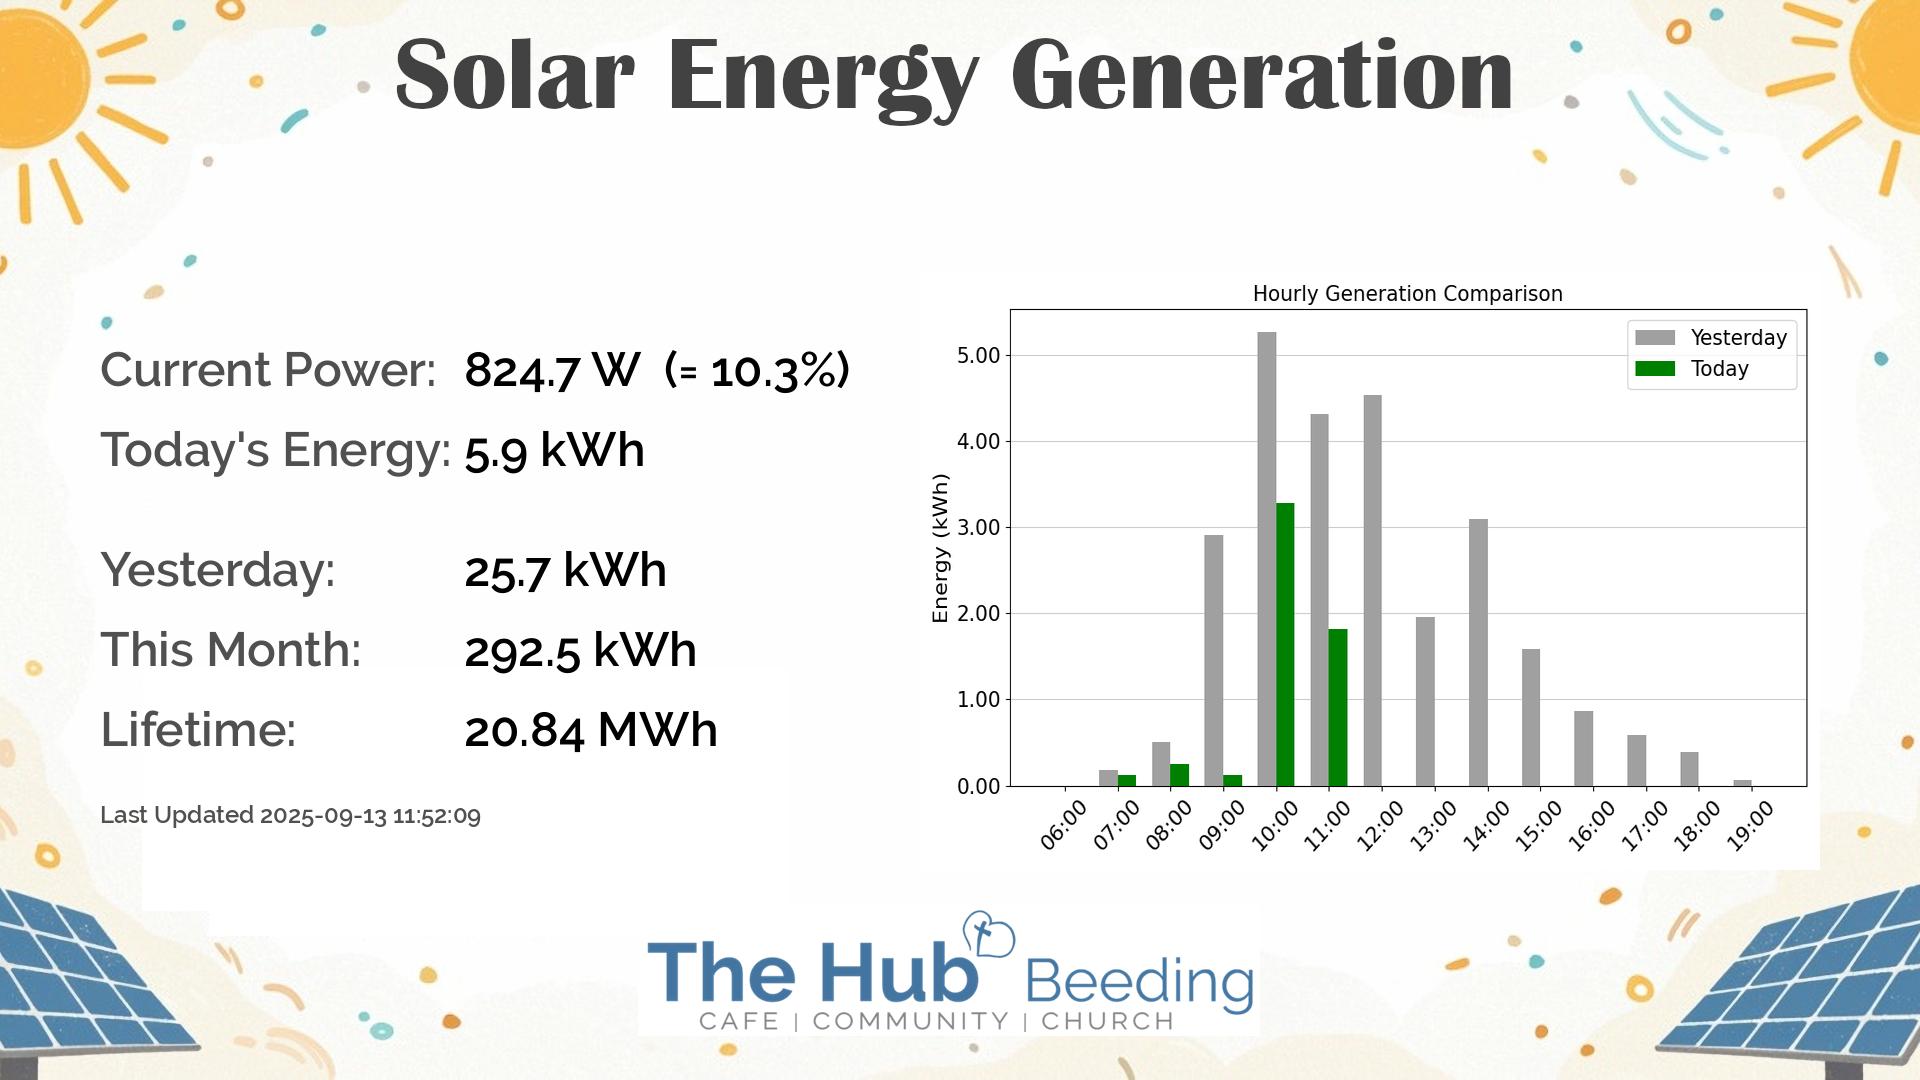 Solar Energy Generation
Current Power: 824.7 W (= 10.3%)
Today's Energy: 5.9 kWh
Yesterday: 25.7 kWh
This Month: 292.5 kWh
Lifetime: 20.84 MWh
Last Updated 2025-09-13 11:52:09
Hourly Generation Comparison
Yesterday
Today
Energy (kWh)
5.00
4.00
3.00
2.00
1.00
0.00
06:00 07:00 08:00 09:00 10:00 11:00 12:00 13:00 14:00 15:00 16:00 17:00 18:00 19:00
The Hub Beeding
CAFE | COMMUNITY | CHURCH